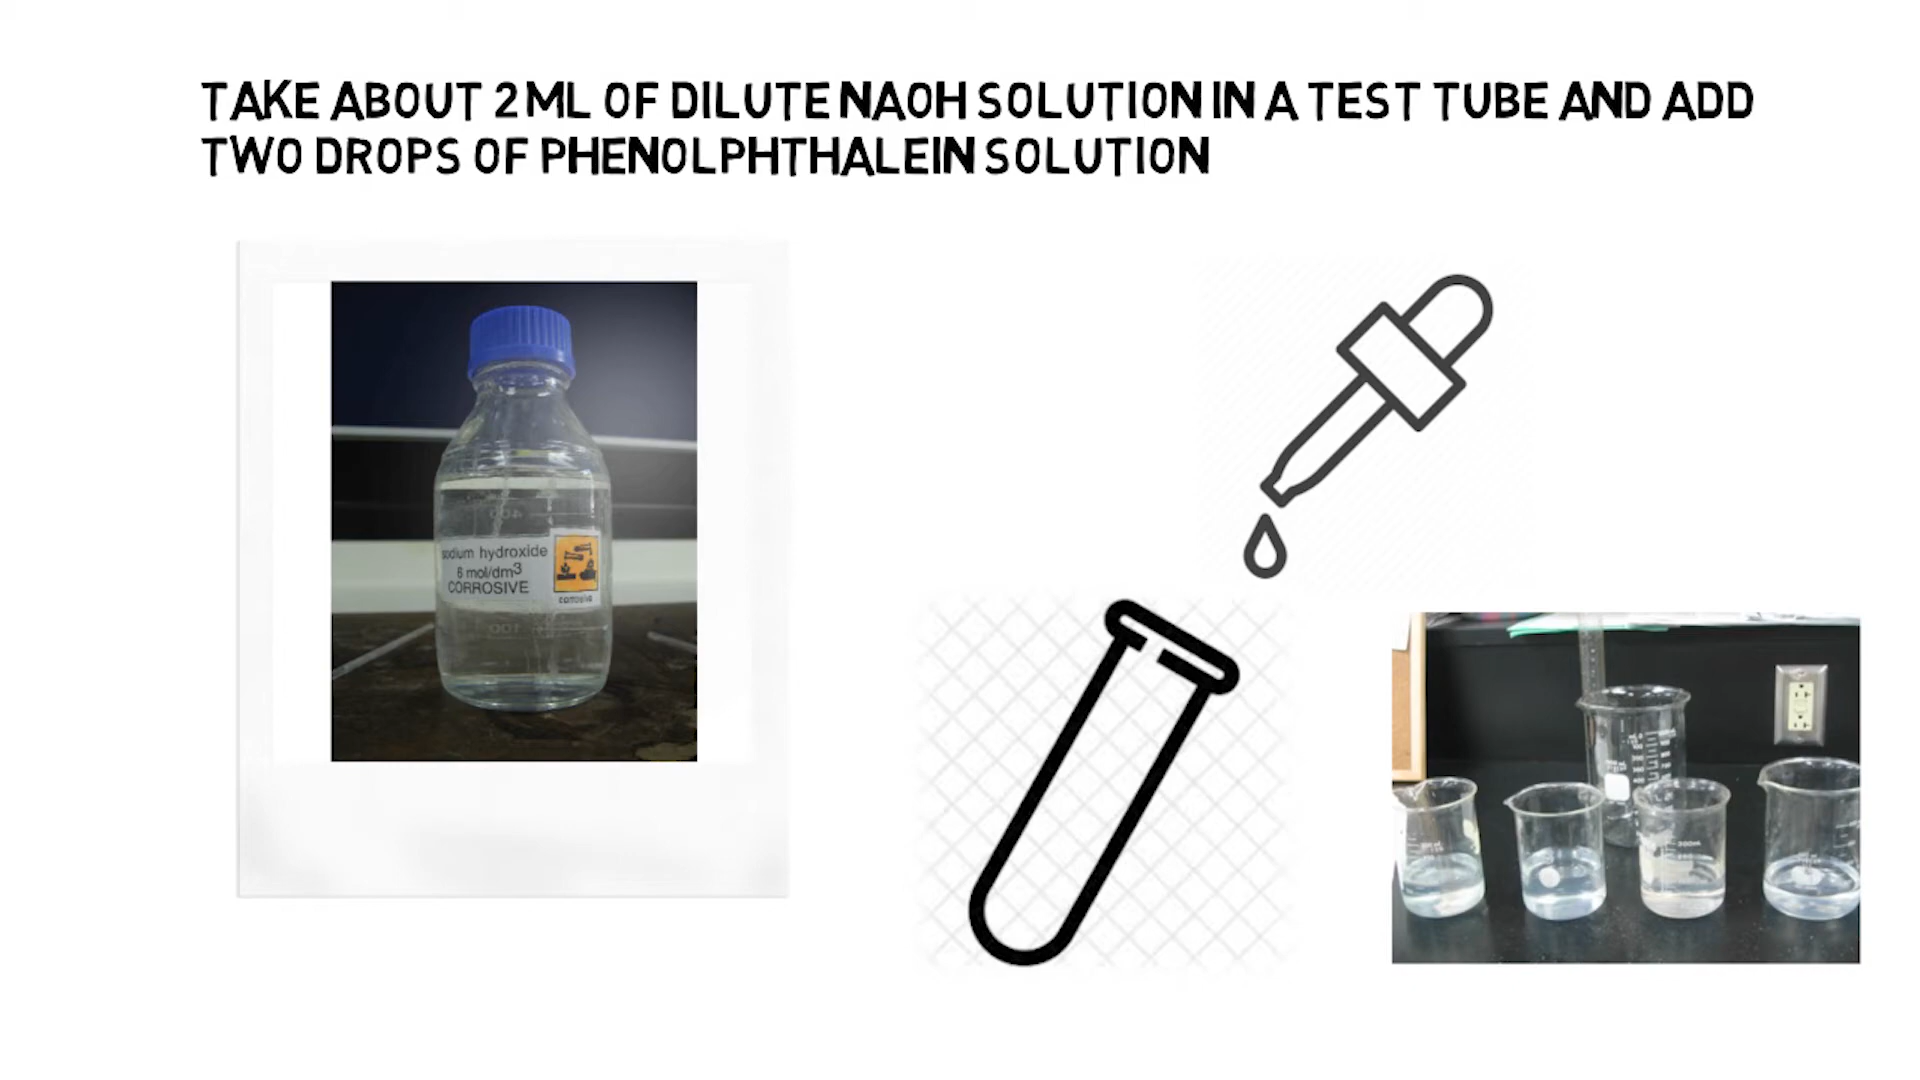 TAKE ABOUT 2ML OF DILUTE NAOH SOLUTION IN A TEST TUBE AND ADD
TWO DROPS OF PHENOLPHTHALEIN SOLUTION
sodium hydroxide
6 mol/dm3
CORROSIVE
corrosive